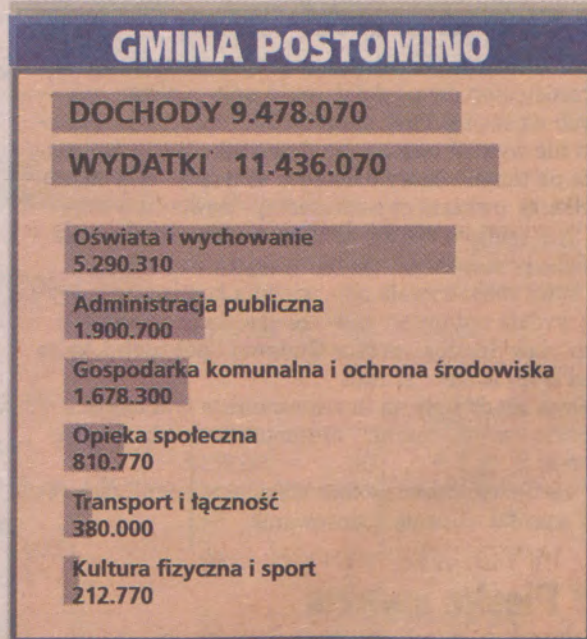 GMINA POSTOMINO
DOCHODY 9.478.070
WYDATKI 11.436.070
Oświata i wychowanie
5.290.310
Administracja publiczna
1.900.700
Gospodarka komunalna i ochrona środowiska
1.678.300
Opieka społeczna
810.770
Transport i łączność
380.000
Kultura fizyczna i sport
212.770